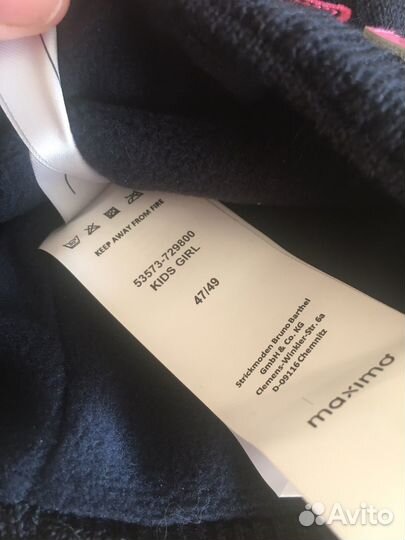 KEEP AWAY FROM FIRE
53573-729800
KIDS GIRL
47/49
Strickmoden Bruno Barthel
GmbH & Co. KG
Clemens-Winkler-Str. 6a
D-09116 Chemnitz
maximo
Avito